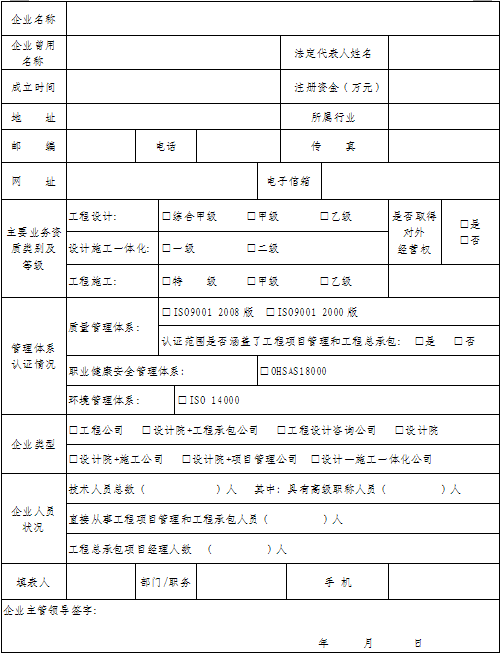 企业名称
企业曾用
名称
法定代表人姓名
成立时间
注册资金（万元）
地 址
所属行业
邮 编
电话
传 真
网 址
电子信箱
主要业务资
质类别及
等级
工程设计：
□综合甲级 □甲级 □乙级
设计施工一体化：
□一级 □二级
工程施工：
□特 级 □甲级 □乙级
是否取得
对外
经营权
□是
□否
管理体系
认证情况
质量管理体系：
□ISO9001 2008版 □ISO9001 2000版
认证范围是否涵盖了工程项目管理和工程总承包： □是 □否
职业健康安全管理体系：
□OHSAS18000
环境管理体系：
□ISO 14000
企业类型
□工程公司 □设计院+工程承包公司 □工程设计咨询公司 □设计院
□设计院+施工公司 □设计院+项目管理公司 □设计—施工一体化公司
企业人员
状况
技术人员总数（ ）人 其中：具有高级职称人员（ ）人
直接从事工程项目管理和工程承包人员（ ）人
工程总承包项目经理人数 （ ）人
填表人
部门/职务
手 机
企业主管领导签字：
年 月 日